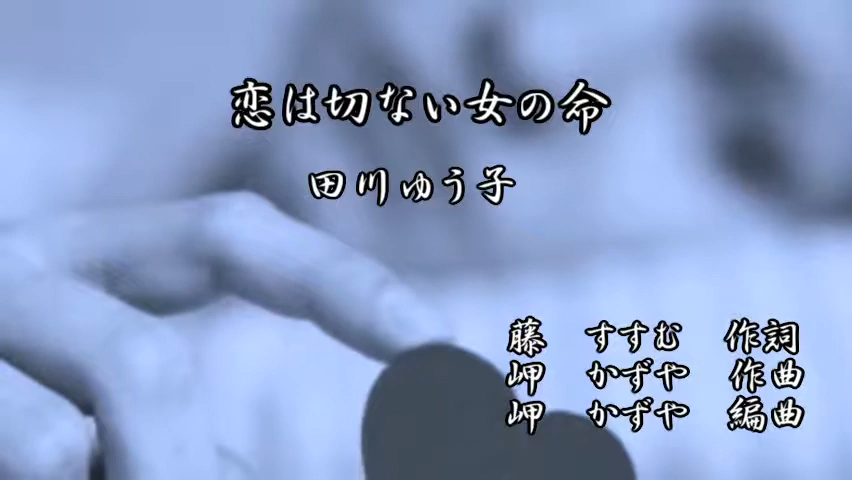 恋は切ない女の命
田川ゆう子
藤 すすむ 作詞
岬 かずや 作曲
岬 かずや 編曲